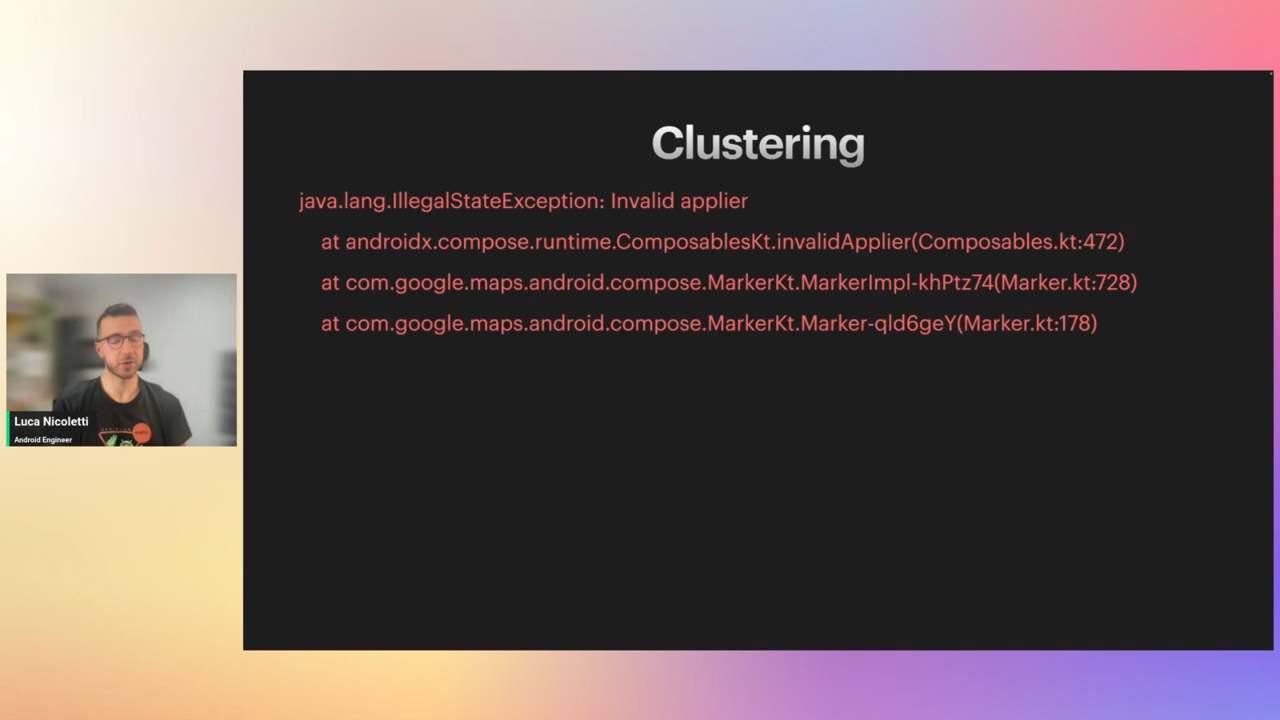 Clustering
java.lang.IllegalStateException: Invalid applier
at androidx.compose.runtime.ComposablesKt.invalidApplier(Composables.kt:472)
at com.google.maps.android.compose.MarkerKt.MarkerImpl-khPtz74(Marker.kt:728)
at com.google.maps.android.compose.MarkerKt.Marker-qld6geY(Marker.kt:178)
Luca Nicoletti
Android Engineer